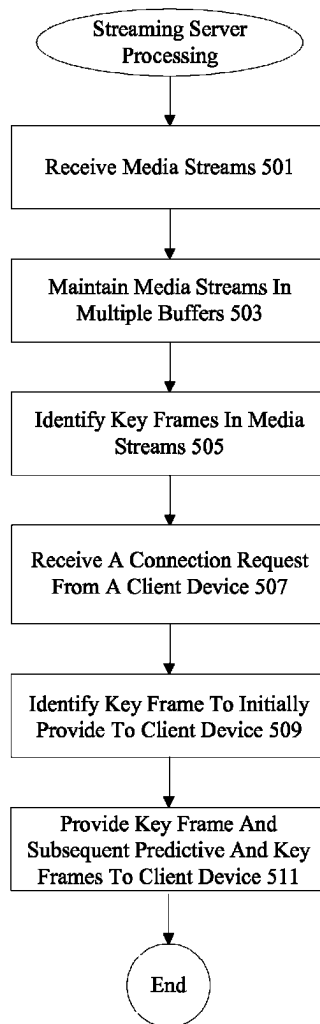 Streaming Server
Processing
Receive Media Streams 501
Maintain Media Streams In
Multiple Buffers 503
Identify Key Frames In Media
Streams 505
Receive A Connection Request
From A Client Device 507
Identify Key Frame To Initially
Provide To Client Device 509
Provide Key Frame And
Subsequent Predictive And Key
Frames To Client Device 511
End